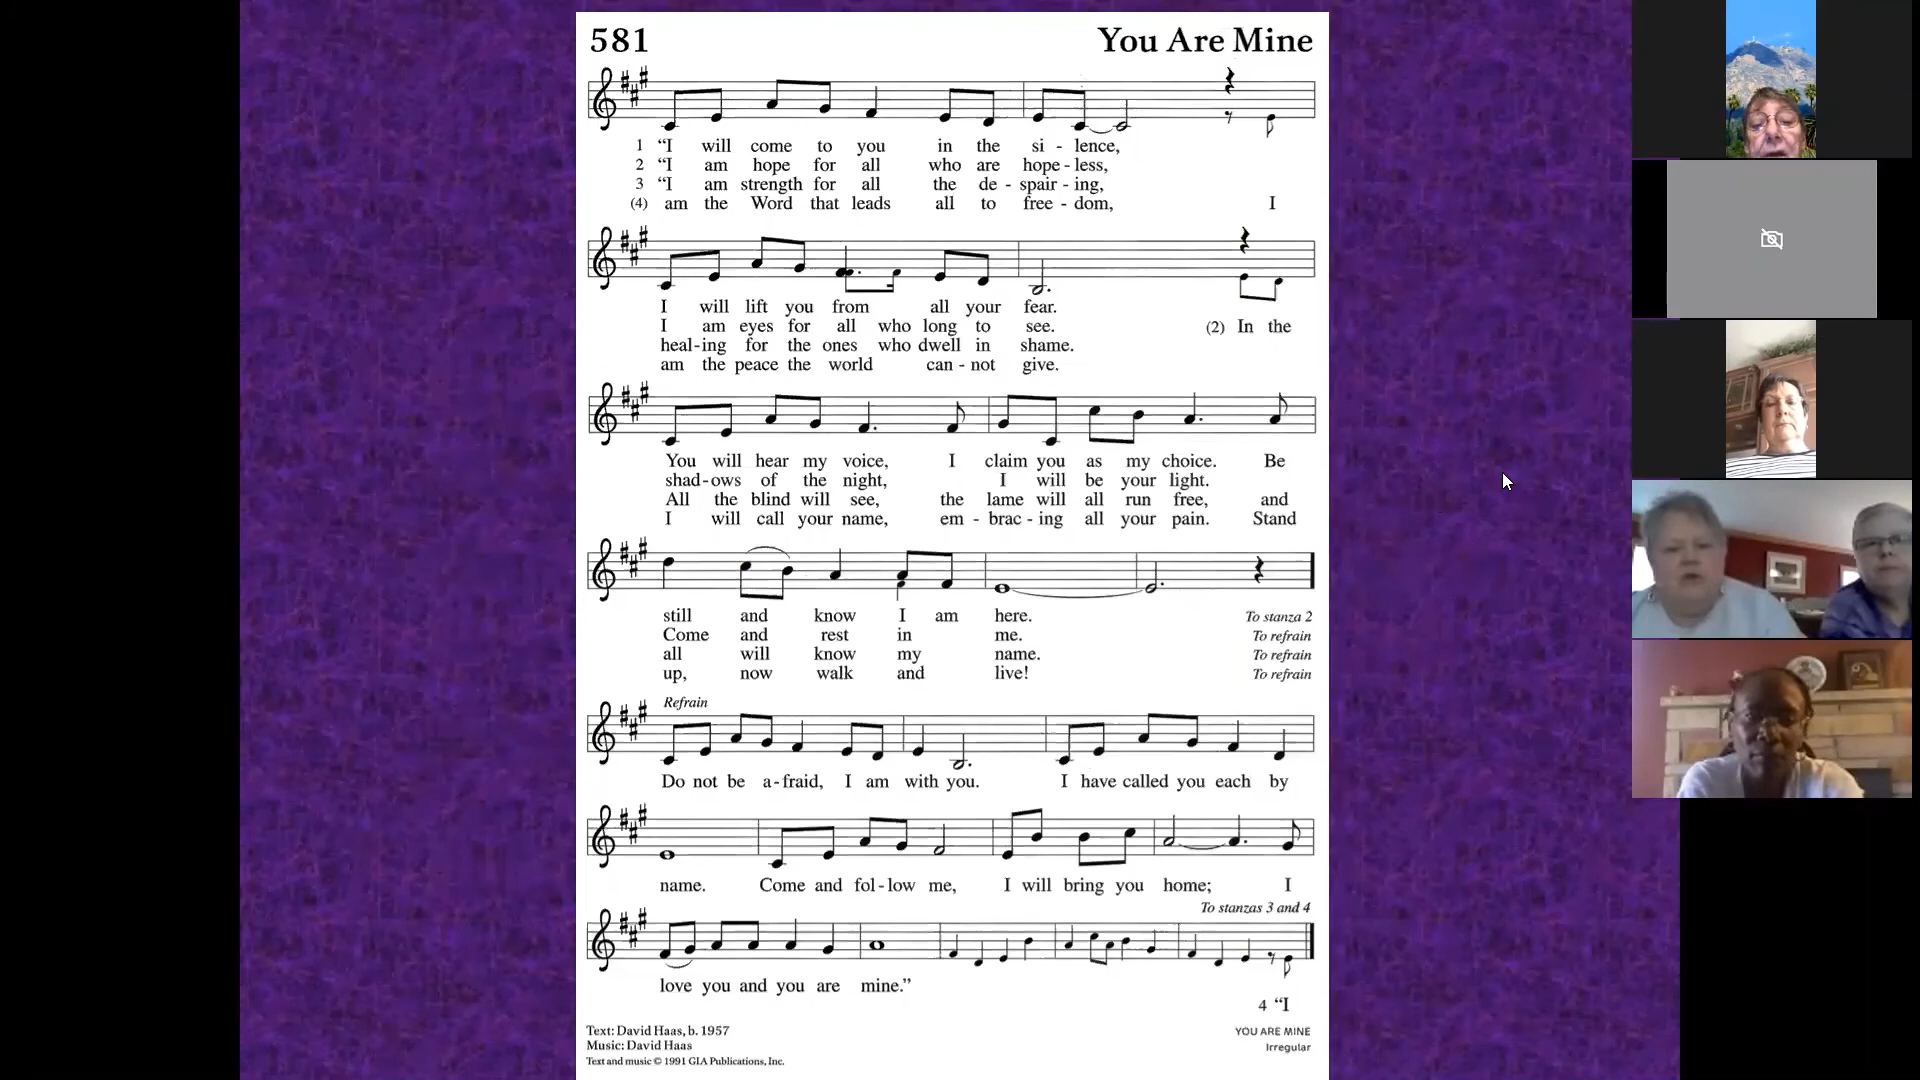 581 You Are Mine
1 “I will come to you in the si - lence,
2 “I am hope for all who are hope - less,
3 “I am strength for all the de - spair - ing,
(4) am the Word that leads all to free - dom, I
I will lift you from all your fear.
I am eyes for all who long to see. (2) In the
heal - ing for the ones who dwell in shame.
am the peace the world can - not give.
You will hear my voice, I claim you as my choice. Be
shad - ows of the night, I will be your light.
All the blind will see, the lame will all run free, and
I will call your name, em - brac - ing all your pain. Stand
still and know I am here. To stanza 2
Come and rest in me. To refrain
all will know my name. To refrain
up, now walk and live! To refrain
Refrain
Do not be a - fraid, I am with you. I have called you each by
name. Come and fol - low me, I will bring you home; I
To stanzas 3 and 4
love you and you are mine.”
4 “I
Text: David Haas, b. 1957
Music: David Haas
Text and music © 1991 GIA Publications, Inc.
YOU ARE MINE
Irregular